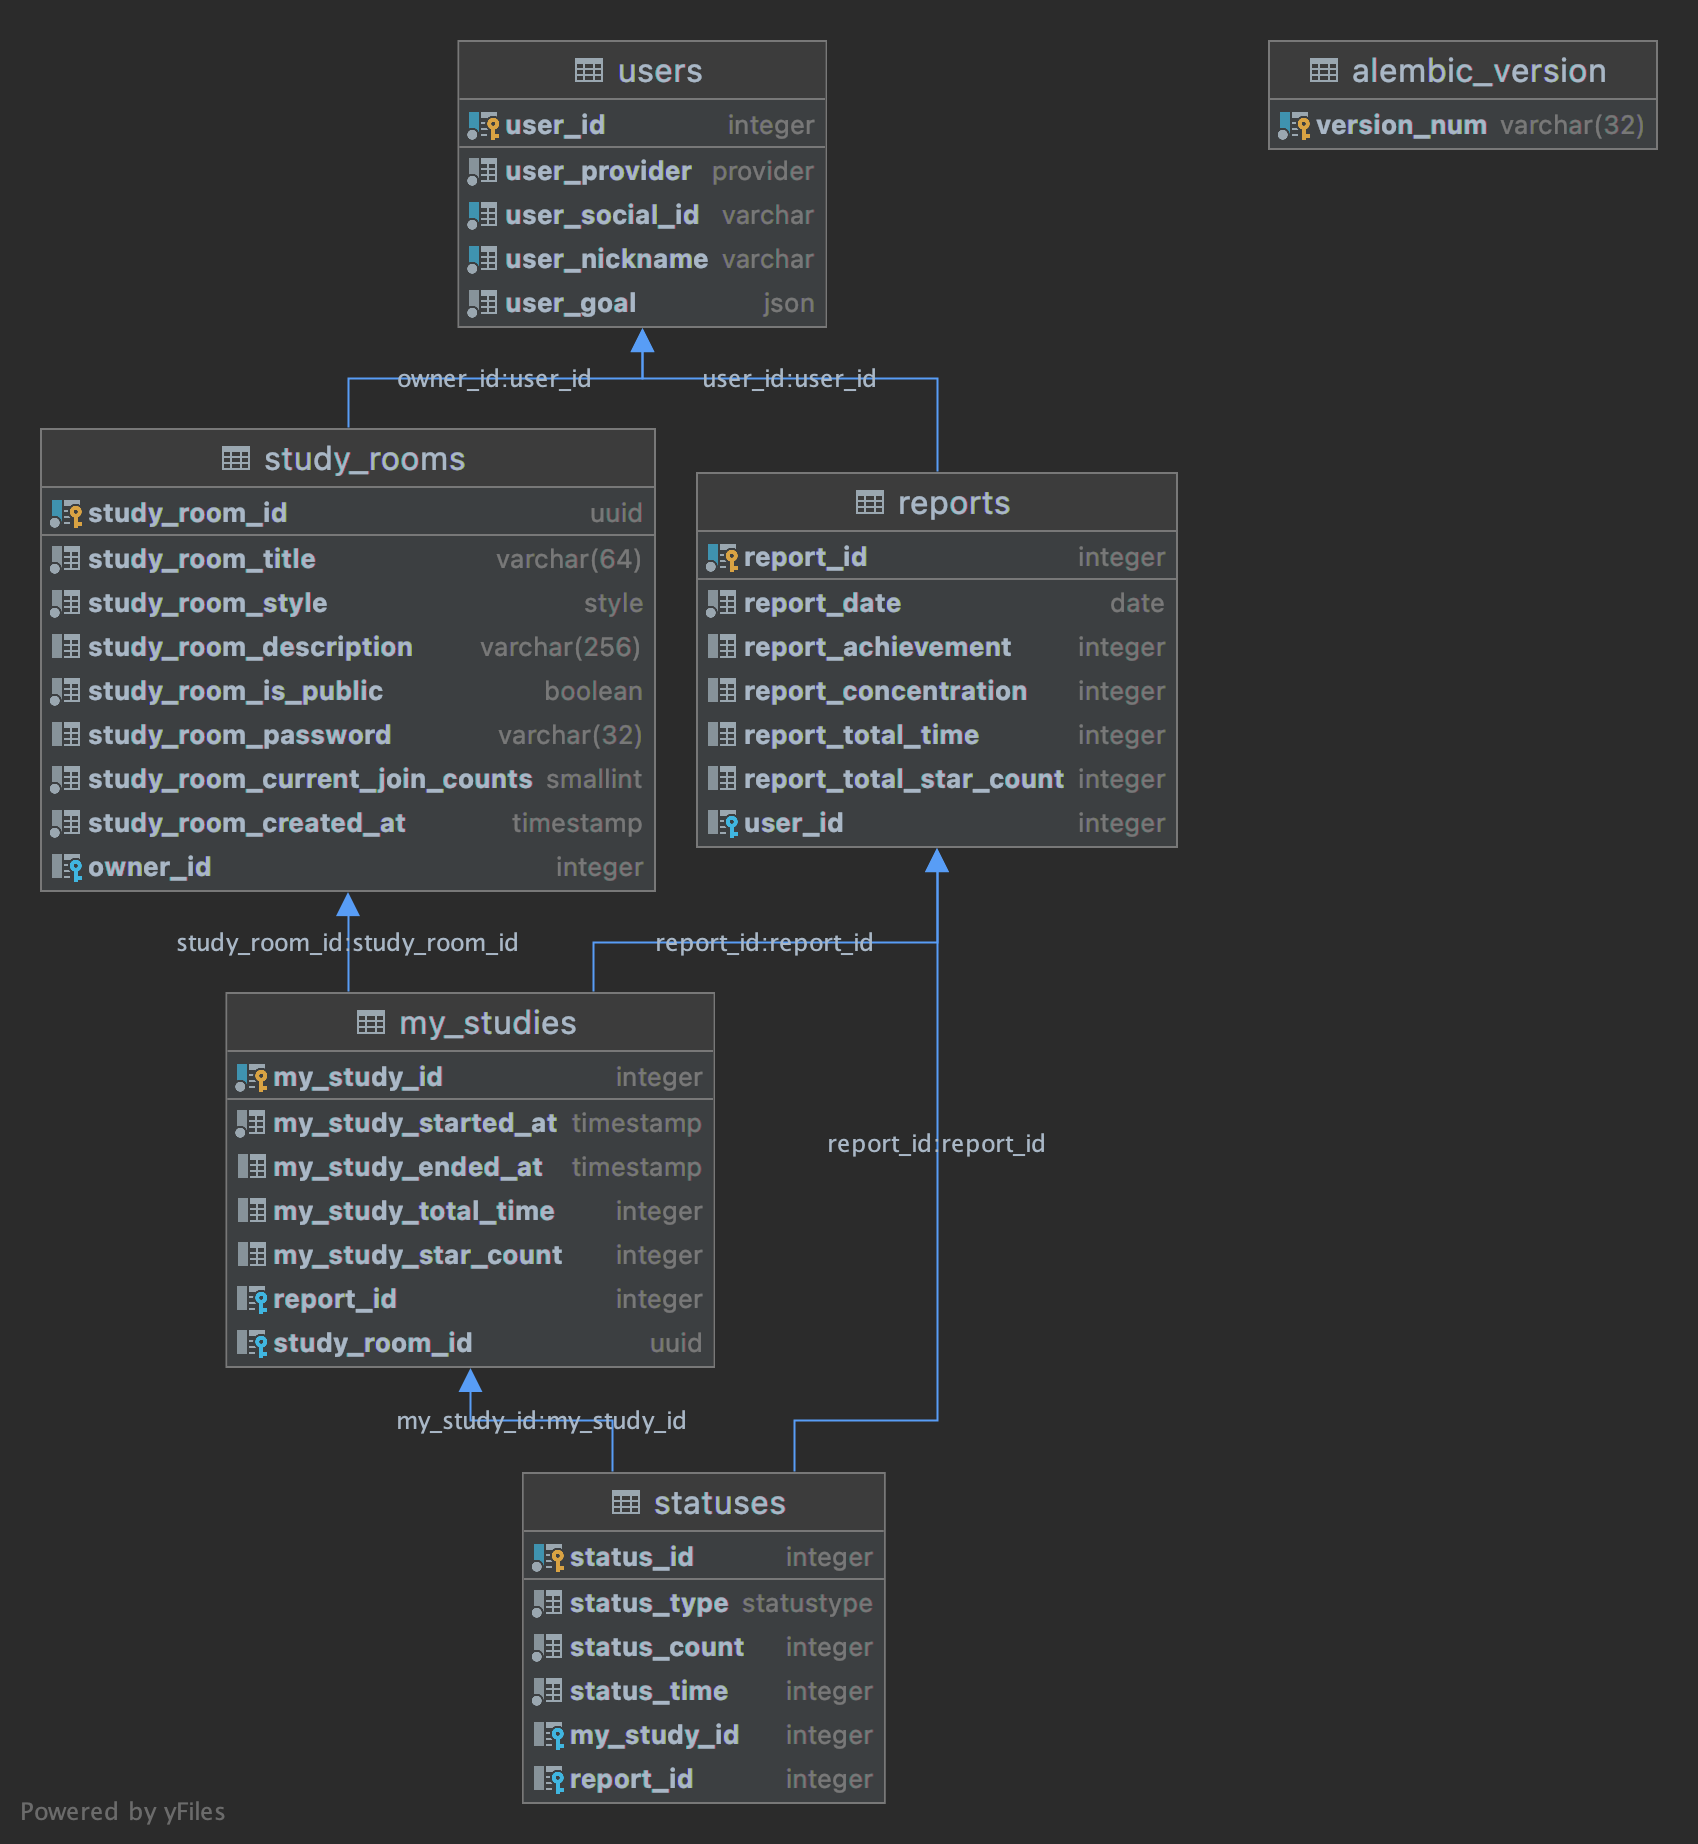 users
user_id integer
user_provider provider
user_social_id varchar
user_nickname varchar
user_goal json
alembic_version
version_num varchar(32)
owner_id:user_id
user_id:user_id
study_rooms
study_room_id uuid
study_room_title varchar(64)
study_room_style style
study_room_description varchar(256)
study_room_is_public boolean
study_room_password varchar(32)
study_room_current_join_counts smallint
study_room_created_at timestamp
owner_id integer
reports
report_id integer
report_date date
report_achievement integer
report_concentration integer
report_total_time integer
report_total_star_count integer
user_id integer
study_room_id:study_room_id
report_id:report_id
my_studies
my_study_id integer
my_study_started_at timestamp
my_study_ended_at timestamp
my_study_total_time integer
my_study_star_count integer
report_id integer
study_room_id uuid
report_id:report_id
my_study_id:my_study_id
statuses
status_id integer
status_type statustype
status_count integer
status_time integer
my_study_id integer
report_id integer
Powered by yFiles